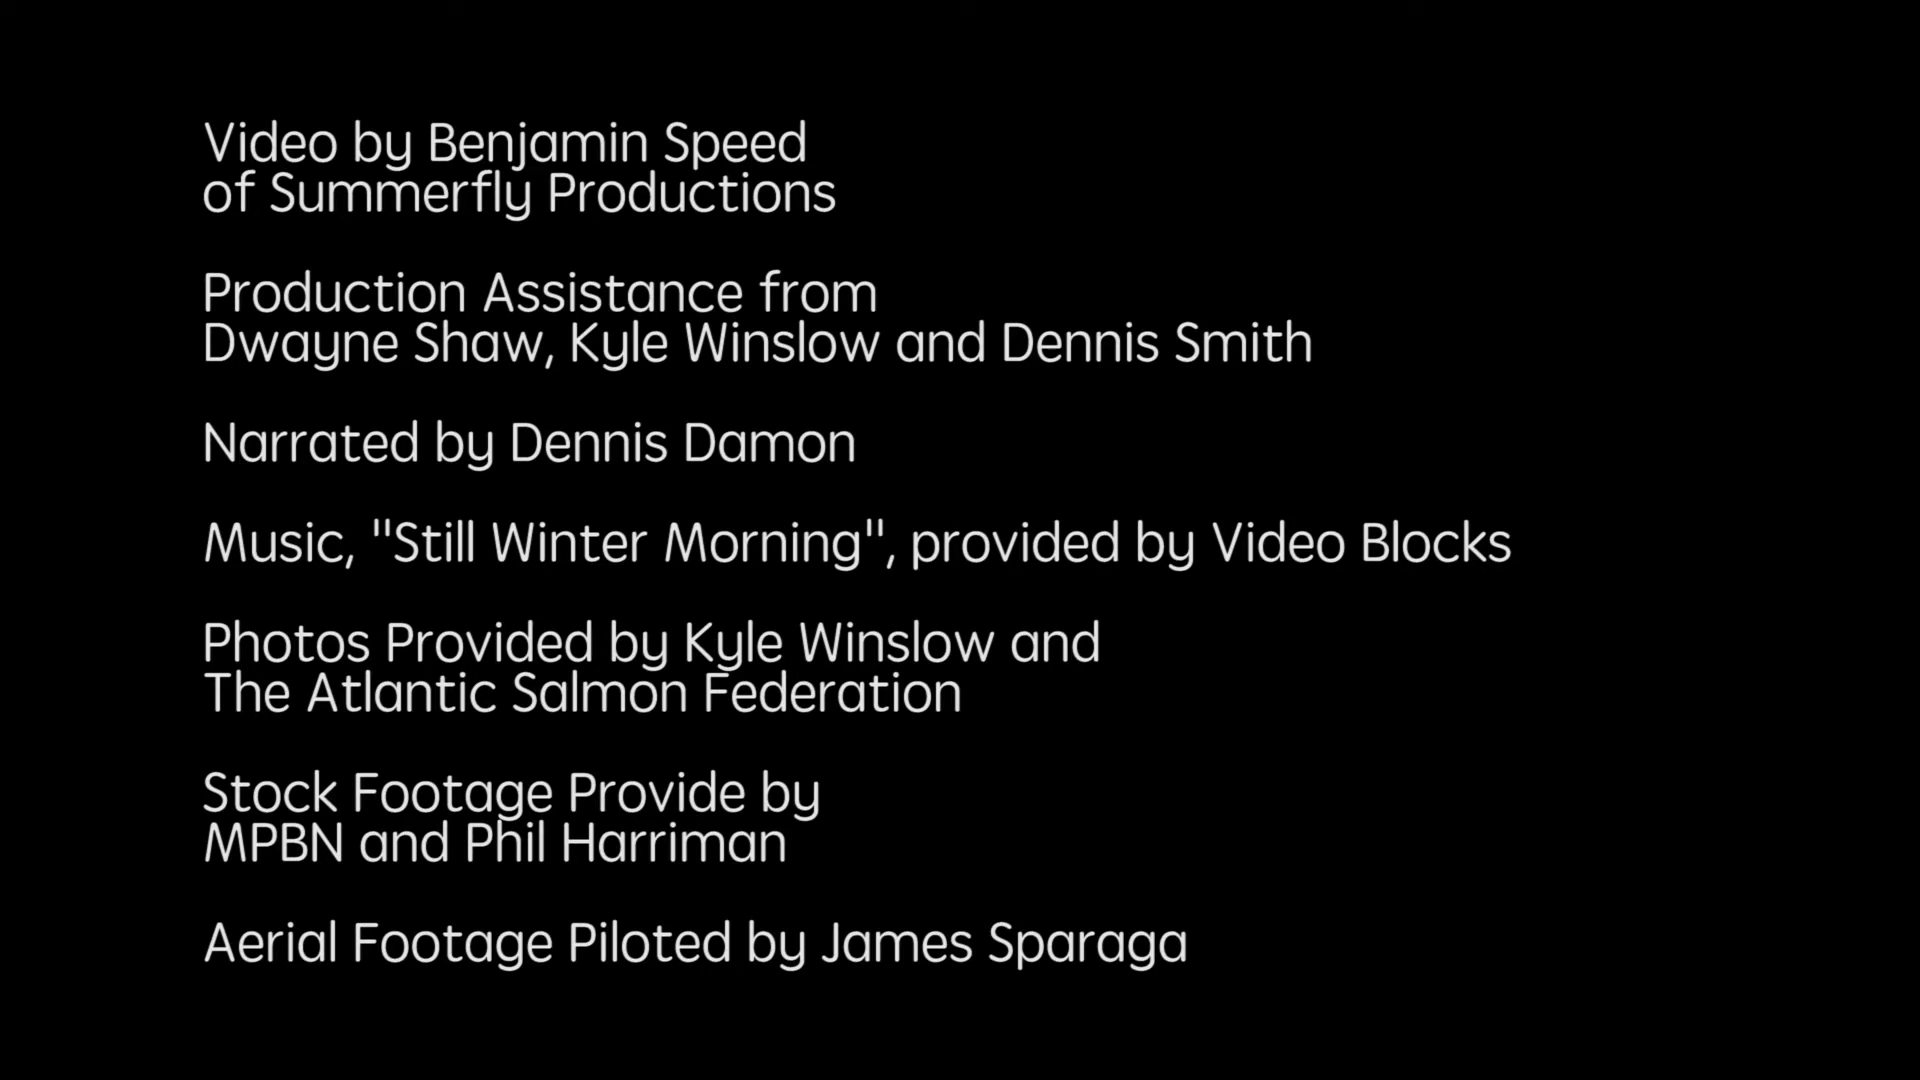 Video by Benjamin Speed
of Summerfly Productions
Production Assistance from
Dwayne Shaw, Kyle Winslow and Dennis Smith
Narrated by Dennis Damon
Music, "Still Winter Morning", provided by Video Blocks
Photos Provided by Kyle Winslow and
The Atlantic Salmon Federation
Stock Footage Provide by
MPBN and Phil Harriman
Aerial Footage Piloted by James Sparaga